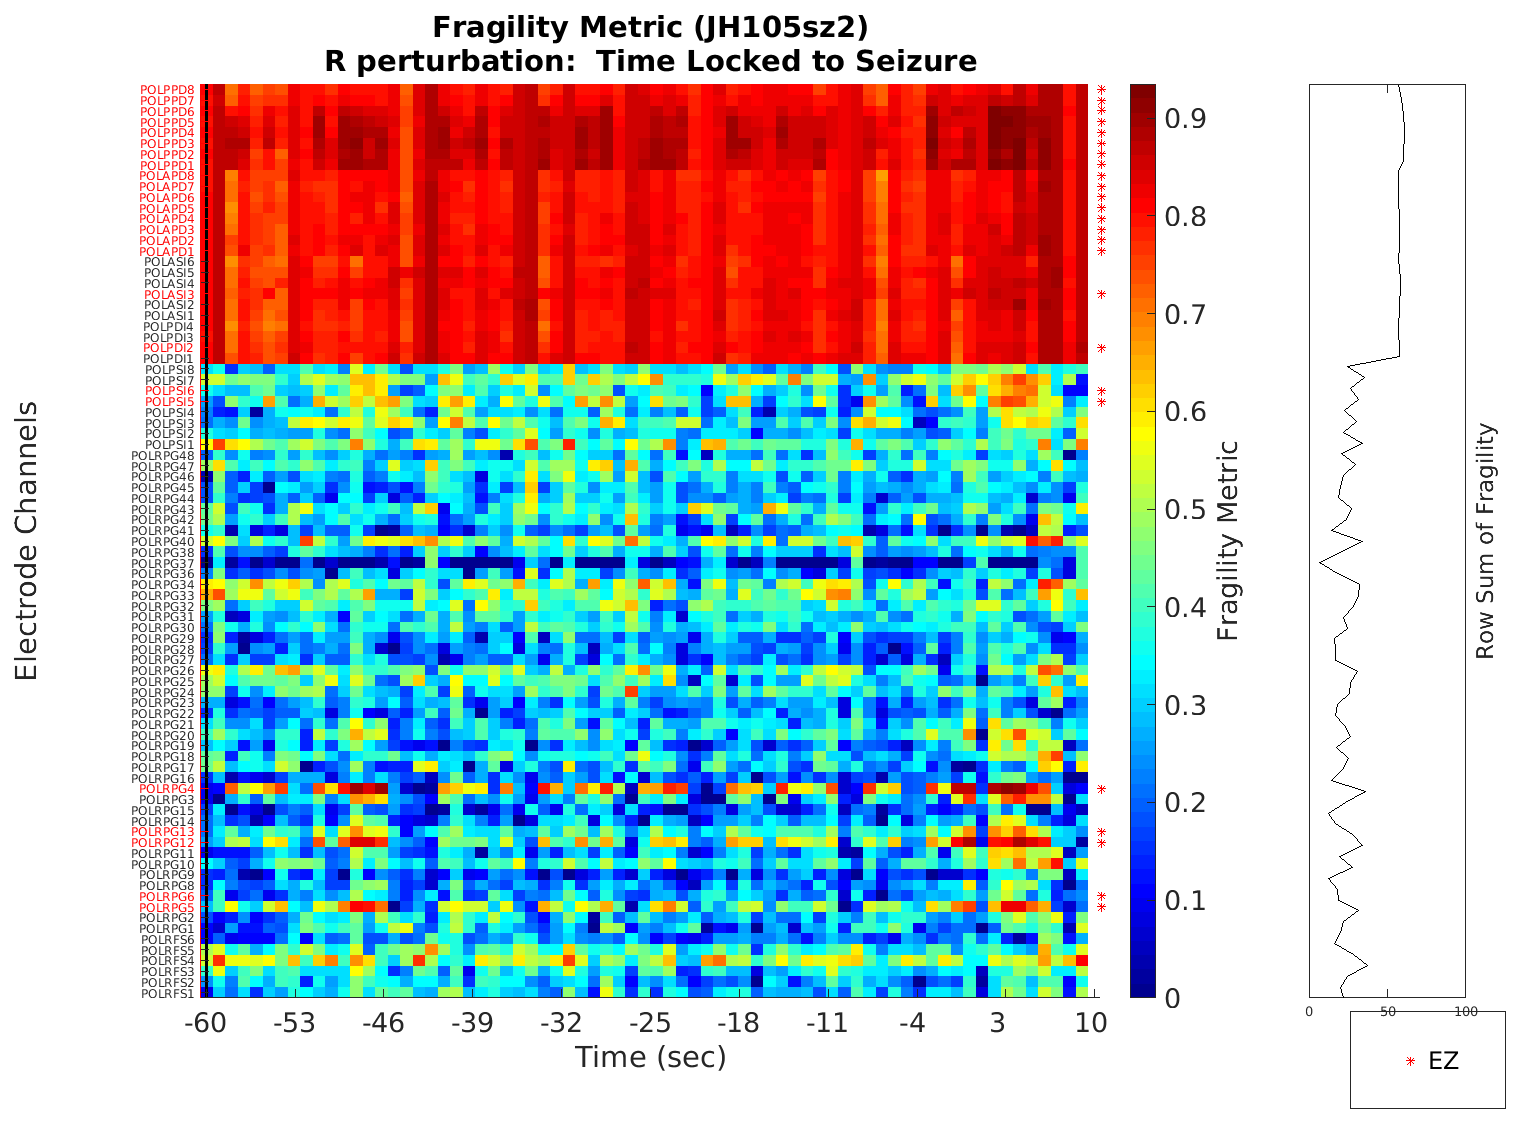 Fragility Metric (JH105sz2)
R perturbation:  Time Locked to Seizure
Electrode Channels
POLPPD8
POLPPD7
POLPPD6
POLPPD5
POLPPD4
POLPPD3
POLPPD2
POLPPD1
POLAPD8
POLAPD7
POLAPD6
POLAPD5
POLAPD4
POLAPD3
POLAPD2
POLAPD1
POLASI6
POLASI5
POLASI4
POLASI3
POLASI2
POLASI1
POLPDI4
POLPDI3
POLPDI2
POLPDI1
POLPSI8
POLPSI7
POLPSI6
POLPSI5
POLPSI4
POLPSI3
POLPSI2
POLPSI1
POLRPG48
POLRPG47
POLRPG46
POLRPG45
POLRPG44
POLRPG43
POLRPG42
POLRPG41
POLRPG40
POLRPG38
POLRPG37
POLRPG36
POLRPG34
POLRPG33
POLRPG32
POLRPG31
POLRPG30
POLRPG29
POLRPG28
POLRPG27
POLRPG26
POLRPG25
POLRPG24
POLRPG23
POLRPG22
POLRPG21
POLRPG20
POLRPG19
POLRPG18
POLRPG17
POLRPG16
POLRPG4
POLRPG3
POLRPG15
POLRPG14
POLRPG13
POLRPG12
POLRPG11
POLRPG10
POLRPG9
POLRPG8
POLRPG6
POLRPG5
POLRPG2
POLRPG1
POLRFS6
POLRFS5
POLRFS4
POLRFS3
POLRFS2
POLRFS1
-60 -53 -46 -39 -32 -25 -18 -11 -4 3 10
Time (sec)
0.9
0.8
0.7
0.6
0.5
0.4
0.3
0.2
0.1
0
Fragility Metric
0 50 100
Row Sum of Fragility
EZ